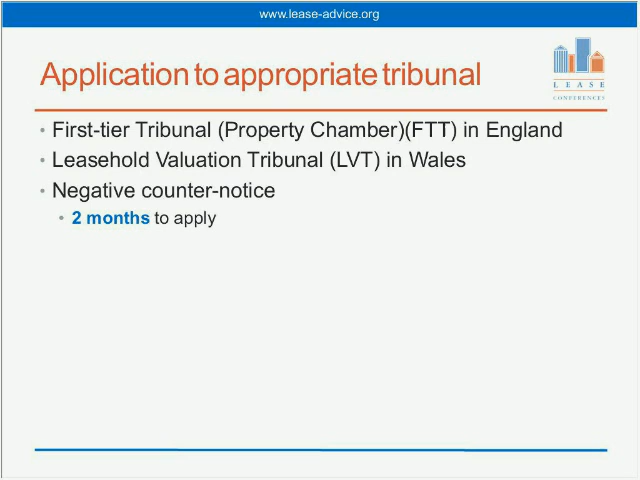 www.lease-advice.org
Application to appropriate tribunal
L E A S E
CONFERENCES
• First-tier Tribunal (Property Chamber)(FTT) in England
• Leasehold Valuation Tribunal (LVT) in Wales
• Negative counter-notice
• 2 months to apply